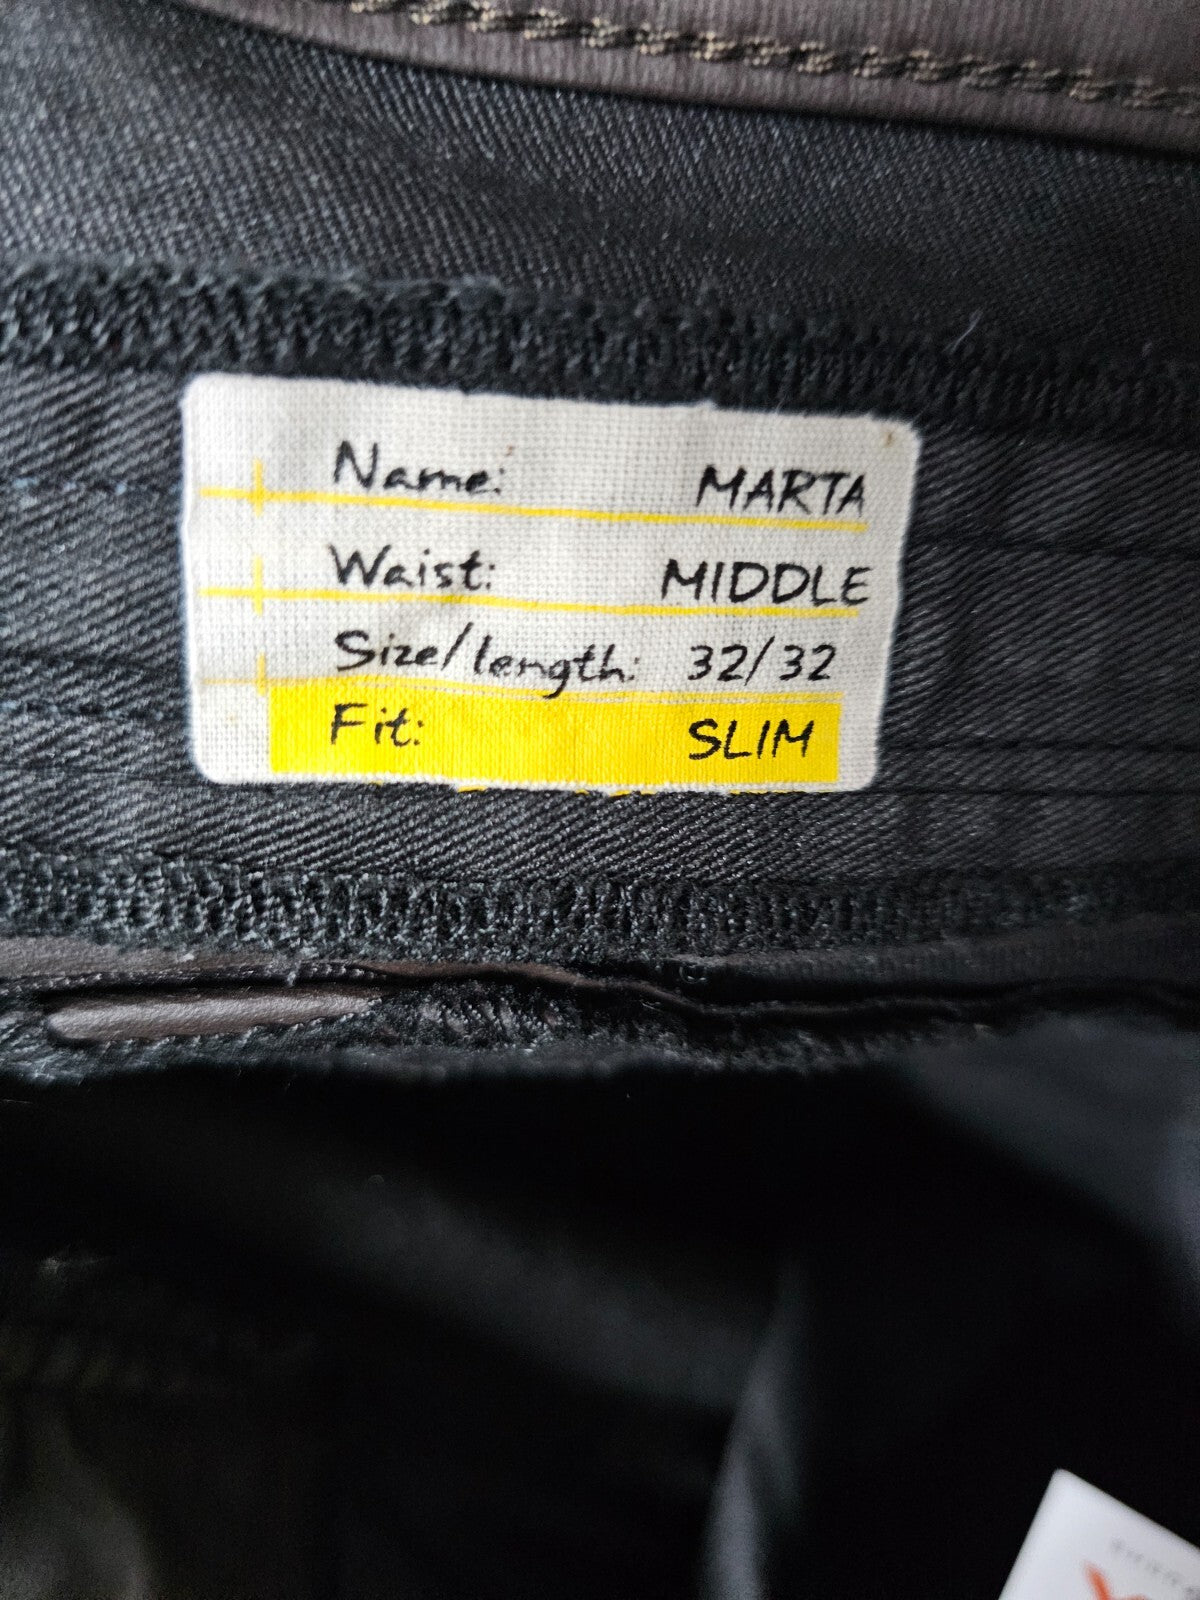 Name: MARTA
Waist: MIDDLE
Size/length: 32/32
Fit: SLIM